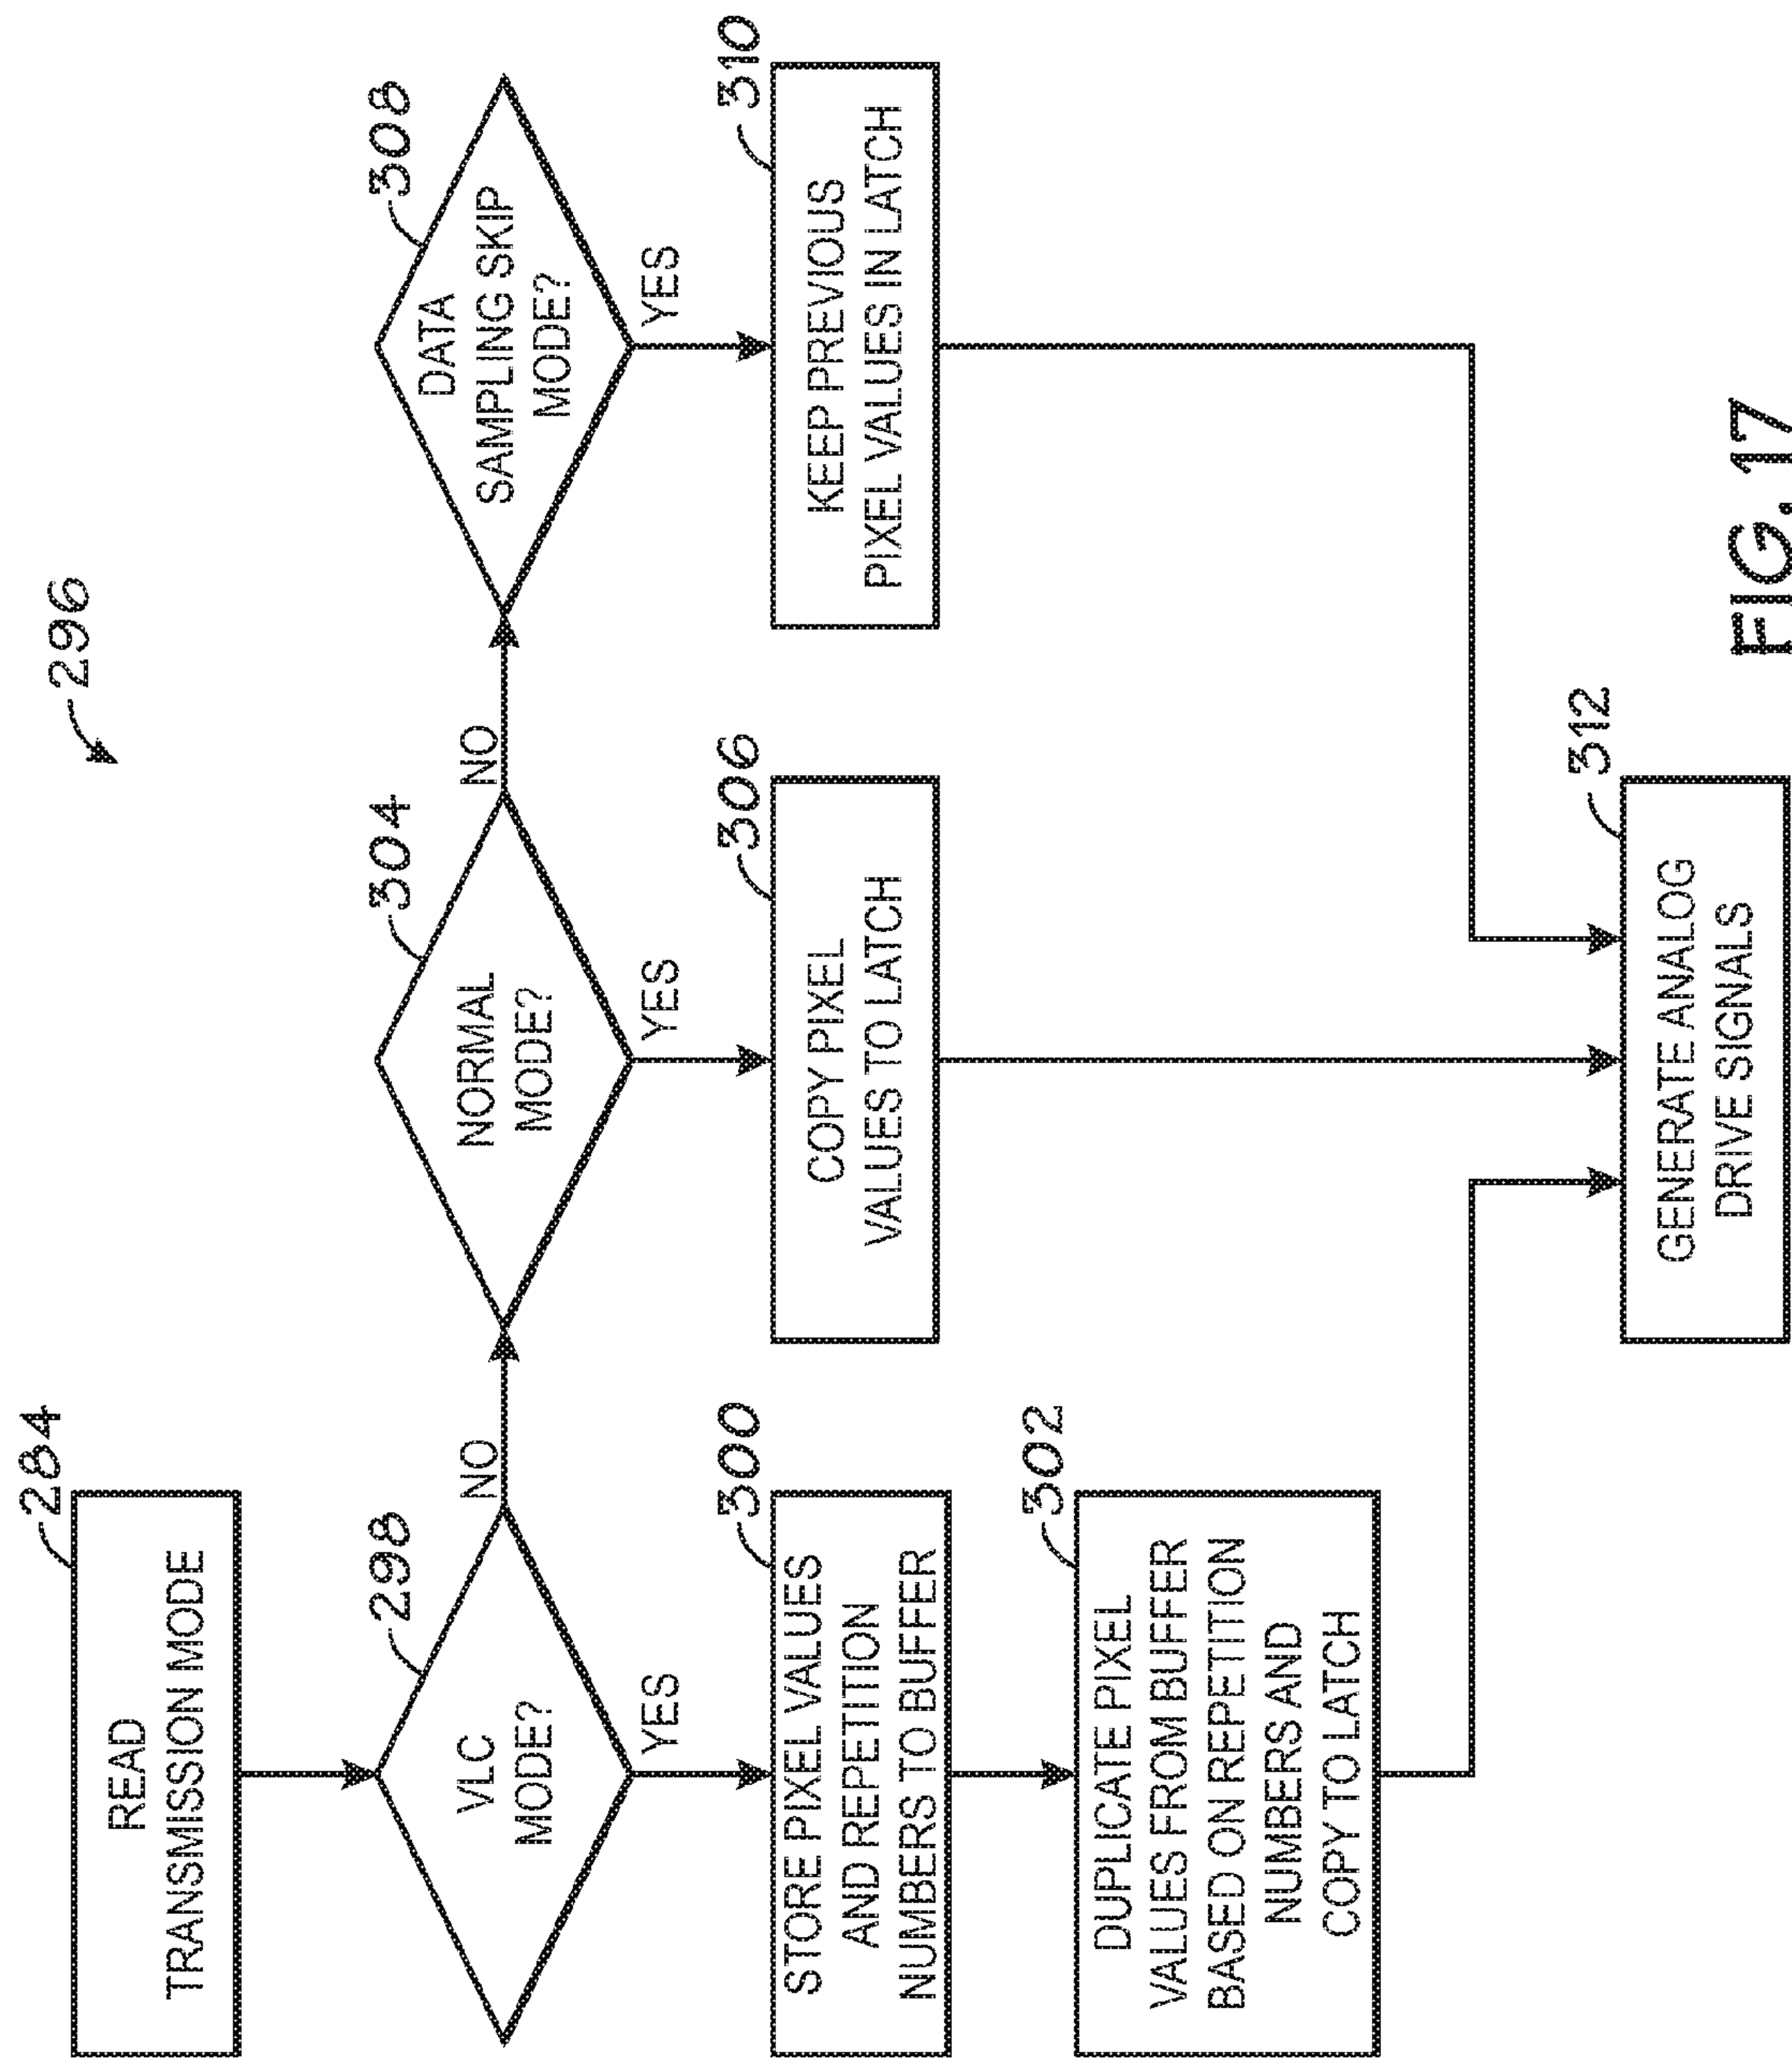 296
284
READ
TRANSMISSION MODE
298
VLC
MODE?
NO
YES
300
STORE PIXEL VALUES
AND REPETITION
NUMBERS TO BUFFER
302
DUPLICATE PIXEL
VALUES FROM BUFFER
BASED ON REPETITION
NUMBERS AND
COPY TO LATCH
304
NORMAL
MODE?
NO
YES
306
COPY PIXEL
VALUES TO LATCH
308
DATA
SAMPLING SKIP
MODE?
YES
310
KEEP PREVIOUS
PIXEL VALUES IN LATCH
312
GENERATE ANALOG
DRIVE SIGNALS
FIG. 17